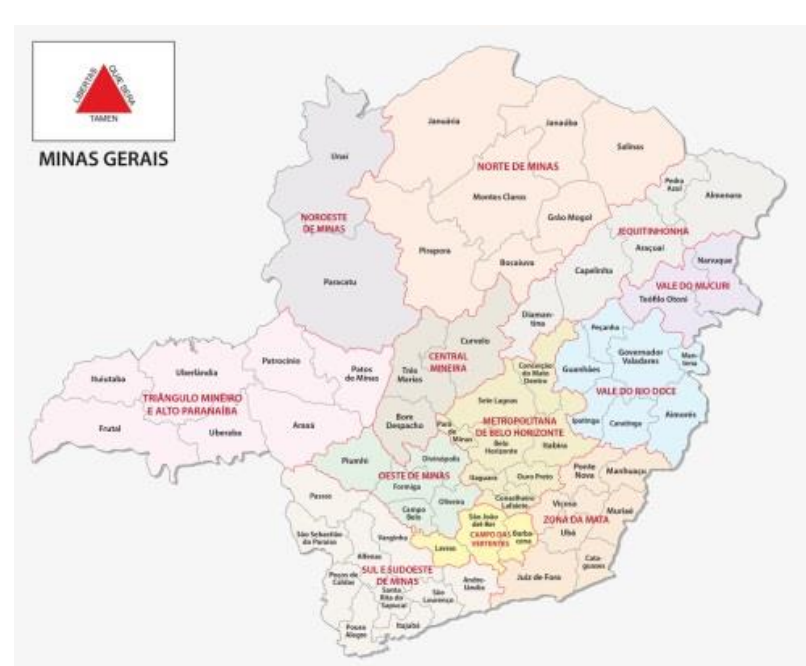 LIBERTAS
QUE SERA
TAMEN
MINAS GERAIS
Januária
Janaúba
Salinas
Unaí
NORTE DE MINAS
Pedra
Azul
Almenara
Montes Claros
Grão Mogol
NOROESTE
DE MINAS
JEQUITINHONHA
Araçuaí
Pirapora
Bocaiuva
Capelinha
Nanuque
Paracatu
VALE DO MUCURI
Teófilo Otoni
Diaman-
tina
Peçanha
Curvelo
Patrocínio
Patos
de Minas
Três
Marias
CENTRAL
MINEIRA
Conceição
do Mato
Dentro
Guanhães
Governador
Valadares
Man-
tena
Ituiutaba
Uberlândia
TRIÂNGULO MINEIRO
E ALTO PARANAÍBA
VALE DO RIO DOCE
Sete Lagoas
Frutal
Uberaba
Araxá
Bom
Despacho
Pará
de
Minas
METROPOLITANA
DE BELO HORIZONTE
Ipatinga
Caratinga
Aimorés
Belo
Horizonte
Itabira
Piumhi
Divinópolis
OESTE DE MINAS
Formiga
Itaguara
Ouro Preto
Ponte
Nova
Manhuaçu
Passos
Oliveira
Conselheiro
Lafaiete
Viçosa
Muriaé
Campo
Belo
São João
del Rei
ZONA DA MATA
Ubá
São Sebastião
do Paraíso
Varginha
CAMPO DAS
VERTENTES
Barba-
cena
Lavras
Alfenas
Cata-
guases
SUL E SUDOESTE
DE MINAS
Poços de
Caldas
Andre-
lândia
Juiz de Fora
Santa
Rita do
Sapucaí
São
Lourenço
Pouso
Alegre
Itajubá